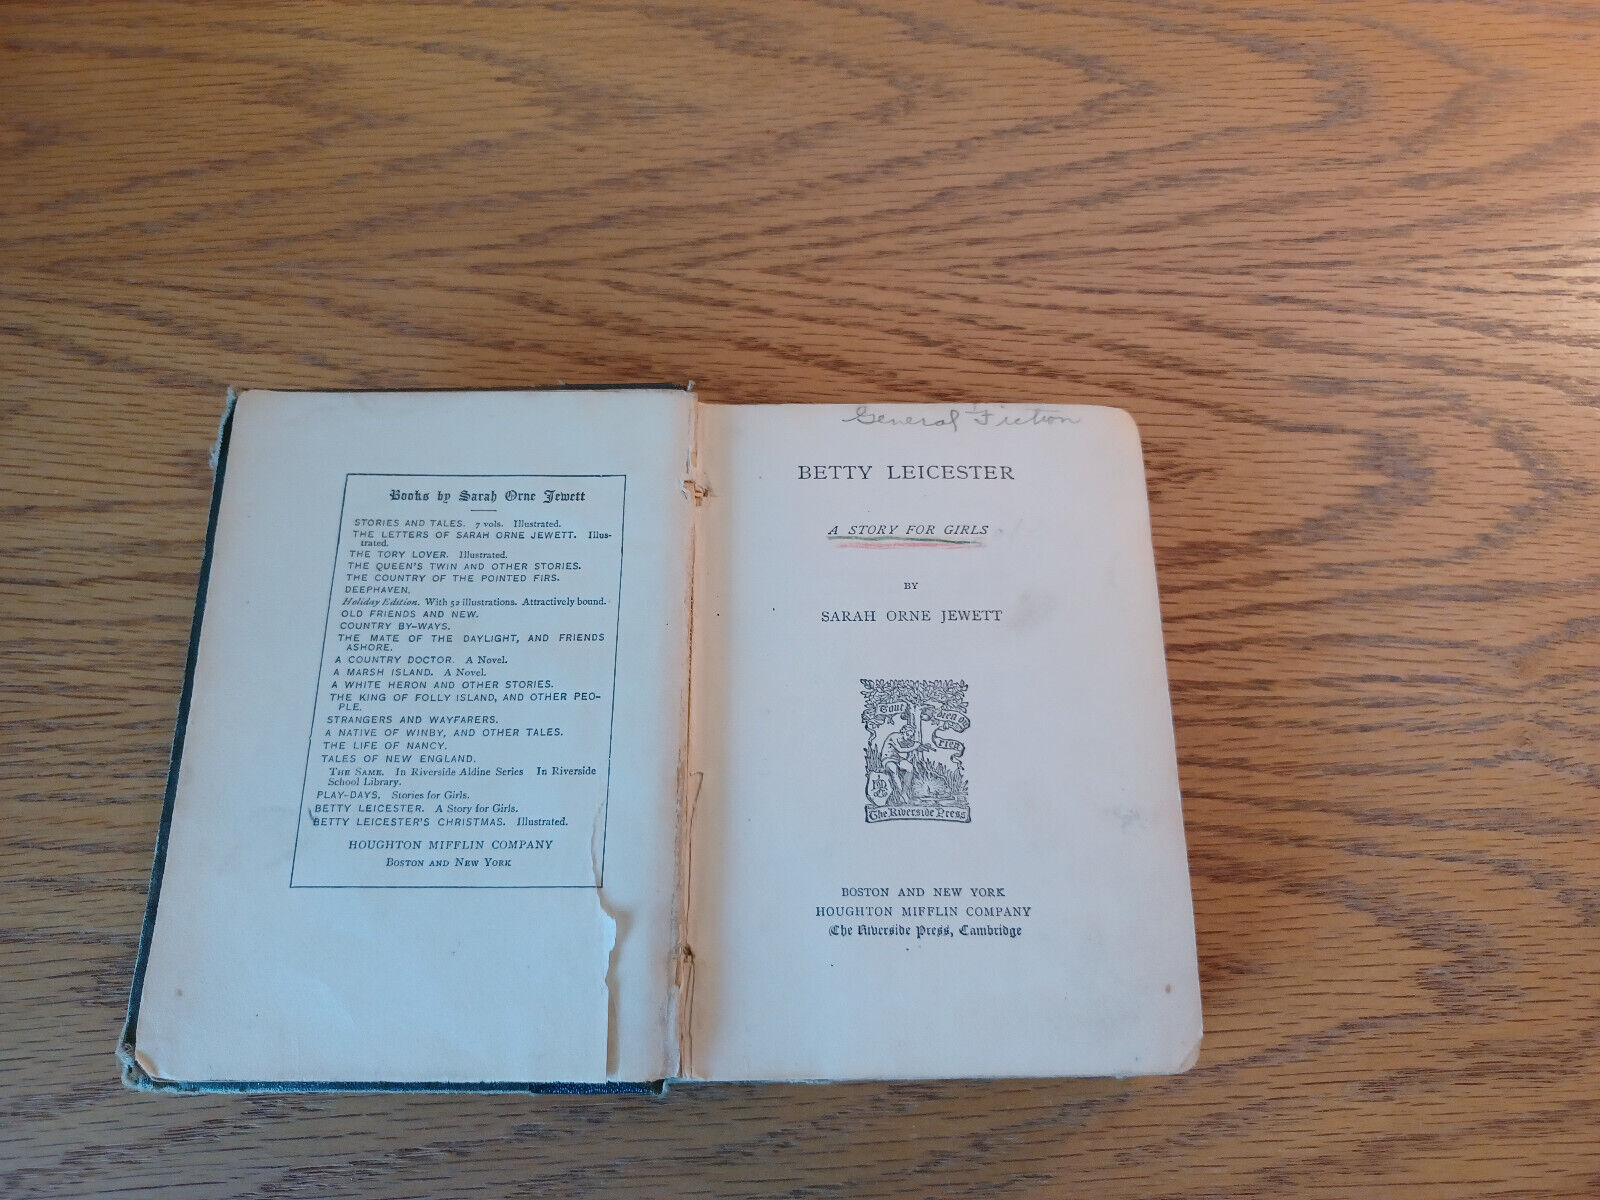 Books by Sarah Orne Jewett
STORIES AND TALES. 7 vols. Illustrated.
THE LETTERS OF SARAH ORNE JEWETT. Illus-
trated.
THE TORY LOVER. Illustrated.
THE QUEEN'S TWIN AND OTHER STORIES.
THE COUNTRY OF THE POINTED FIRS.
DEEPHAVEN.
Holiday Edition. With 52 illustrations. Attractively bound.
OLD FRIENDS AND NEW.
COUNTRY BY-WAYS.
THE MATE OF THE DAYLIGHT, AND FRIENDS
ASHORE.
A COUNTRY DOCTOR. A Novel.
A MARSH ISLAND. A Novel.
A WHITE HERON AND OTHER STORIES.
THE KING OF FOLLY ISLAND, AND OTHER PEO-
PLE.
STRANGERS AND WAYFARERS.
A NATIVE OF WINBY, AND OTHER TALES.
THE LIFE OF NANCY.
TALES OF NEW ENGLAND.
THE SAME. In Riverside Aldine Series In Riverside
School Library.
PLAY-DAYS. Stories for Girls.
BETTY LEICESTER. A Story for Girls.
BETTY LEICESTER'S CHRISTMAS. Illustrated.
HOUGHTON MIFFLIN COMPANY
BOSTON AND NEW YORK
General Fiction
BETTY LEICESTER
A STORY FOR GIRLS
BY
SARAH ORNE JEWETT
Tout bien ou
rien
The Riverside Press
BOSTON AND NEW YORK
HOUGHTON MIFFLIN COMPANY
The Riverside Press, Cambridge